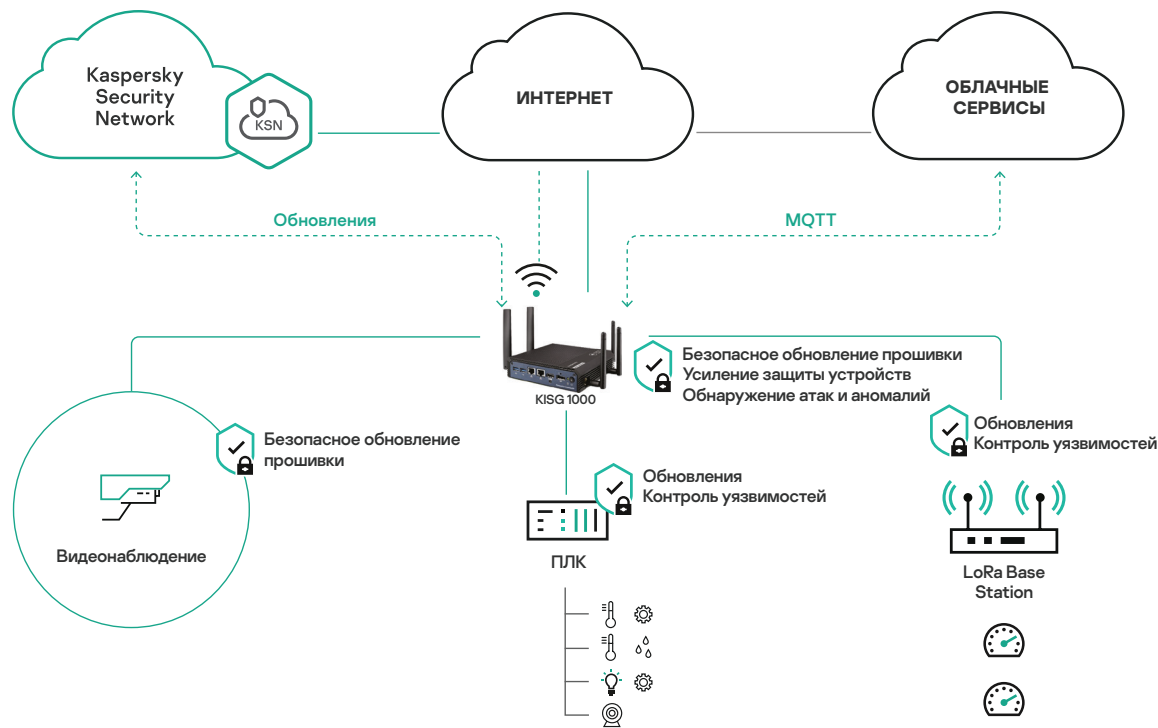 Kaspersky
Security
Network
KSN
ИНТЕРНЕТ
ОБЛАЧНЫЕ
СЕРВИСЫ
Обновления
MQTT
KISG 1000
Безопасное обновление прошивки
Усиление защиты устройств
Обнаружение атак и аномалий
Безопасное обновление
прошивки
Видеонаблюдение
Обновления
Контроль уязвимостей
ПЛК
Обновления
Контроль уязвимостей
LoRa Base
Station